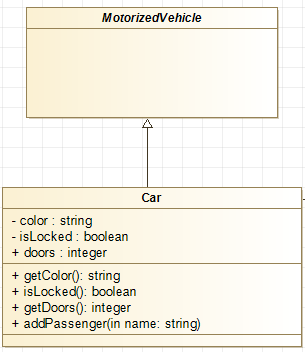 MotorizedVehicle
Car
- color : string
- isLocked : boolean
+ doors : integer
+ getColor(): string
+ isLocked(): boolean
+ getDoors(): integer
+ addPassenger(in name: string)